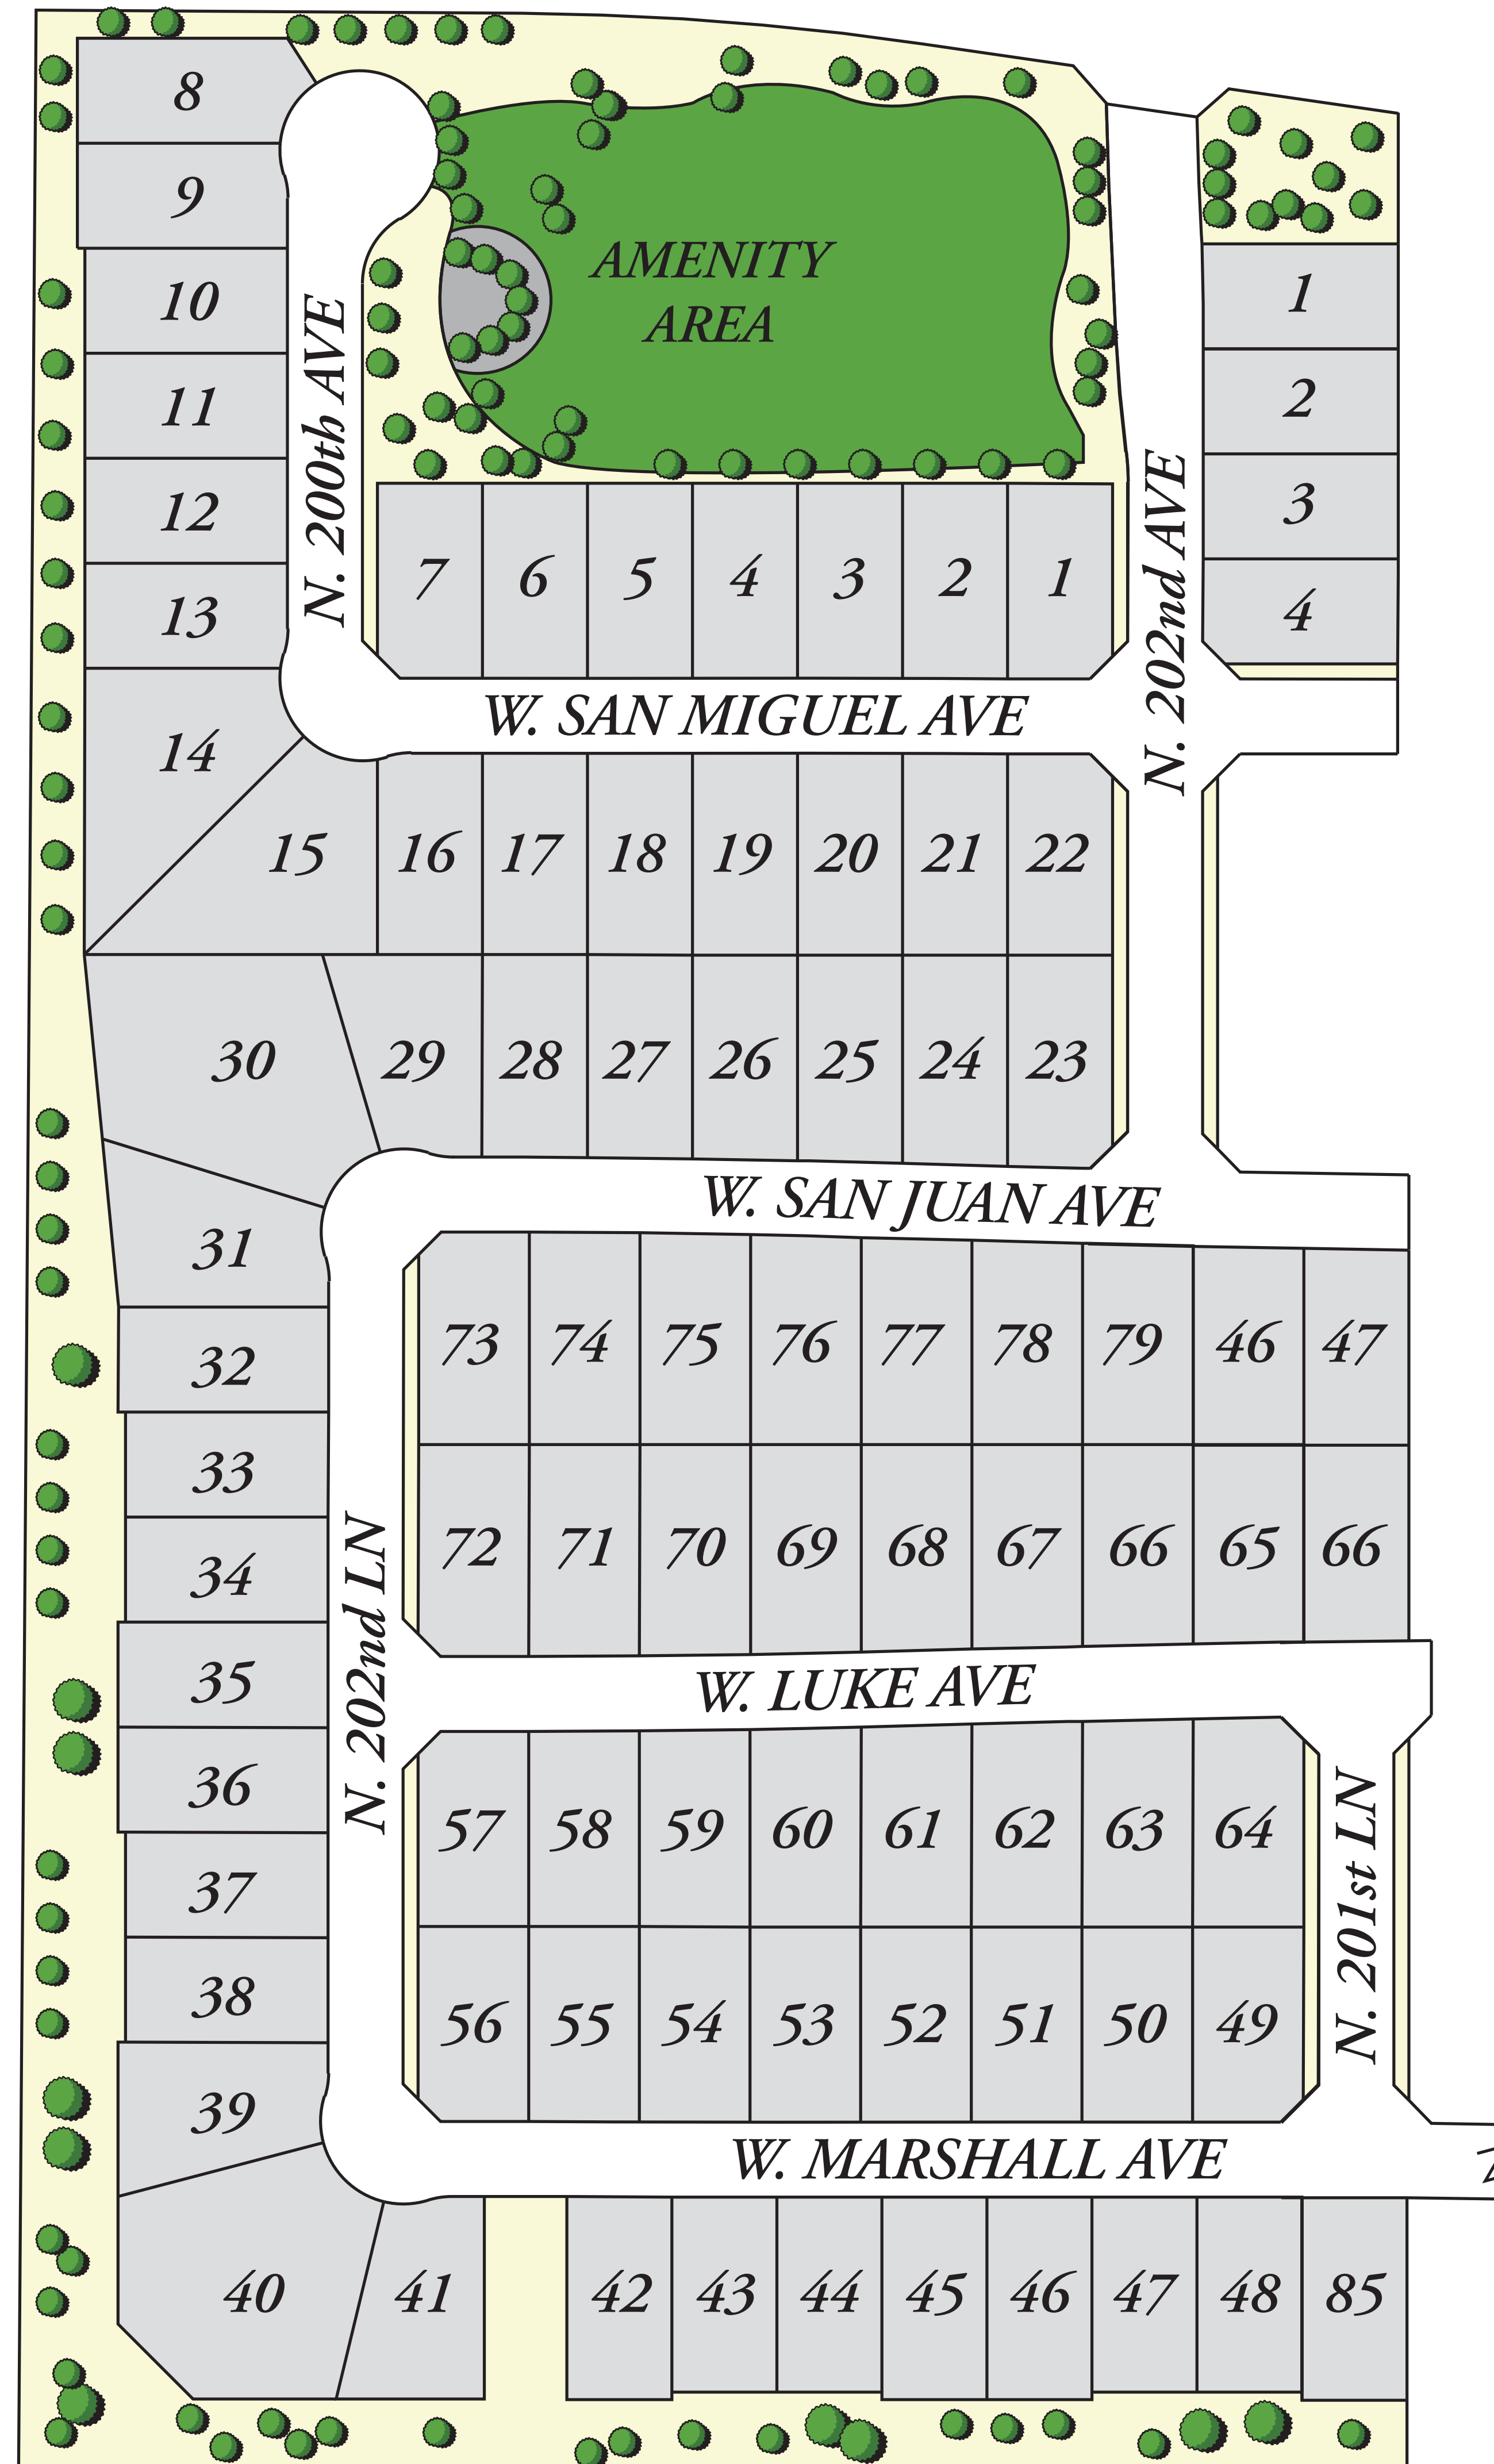 8
9
10
11
12
13
14
15
N. 200th AVE
AMENITY
AREA
1
2
3
4
N. 202nd AVE
7 6 5 4 3 2 1
W. SAN MIGUEL AVE
16 17 18 19 20 21 22
30 29 28 27 26 25 24 23
W. SAN JUAN AVE
31
32
33
34
35
36
37
38
39
40 41
N. 202nd LN
73 74 75 76 77 78 79 46 47
72 71 70 69 68 67 66 65 66
W. LUKE AVE
57 58 59 60 61 62 63 64
56 55 54 53 52 51 50 49
N. 201st LN
W. MARSHALL AVE
42 43 44 45 46 47 48 85